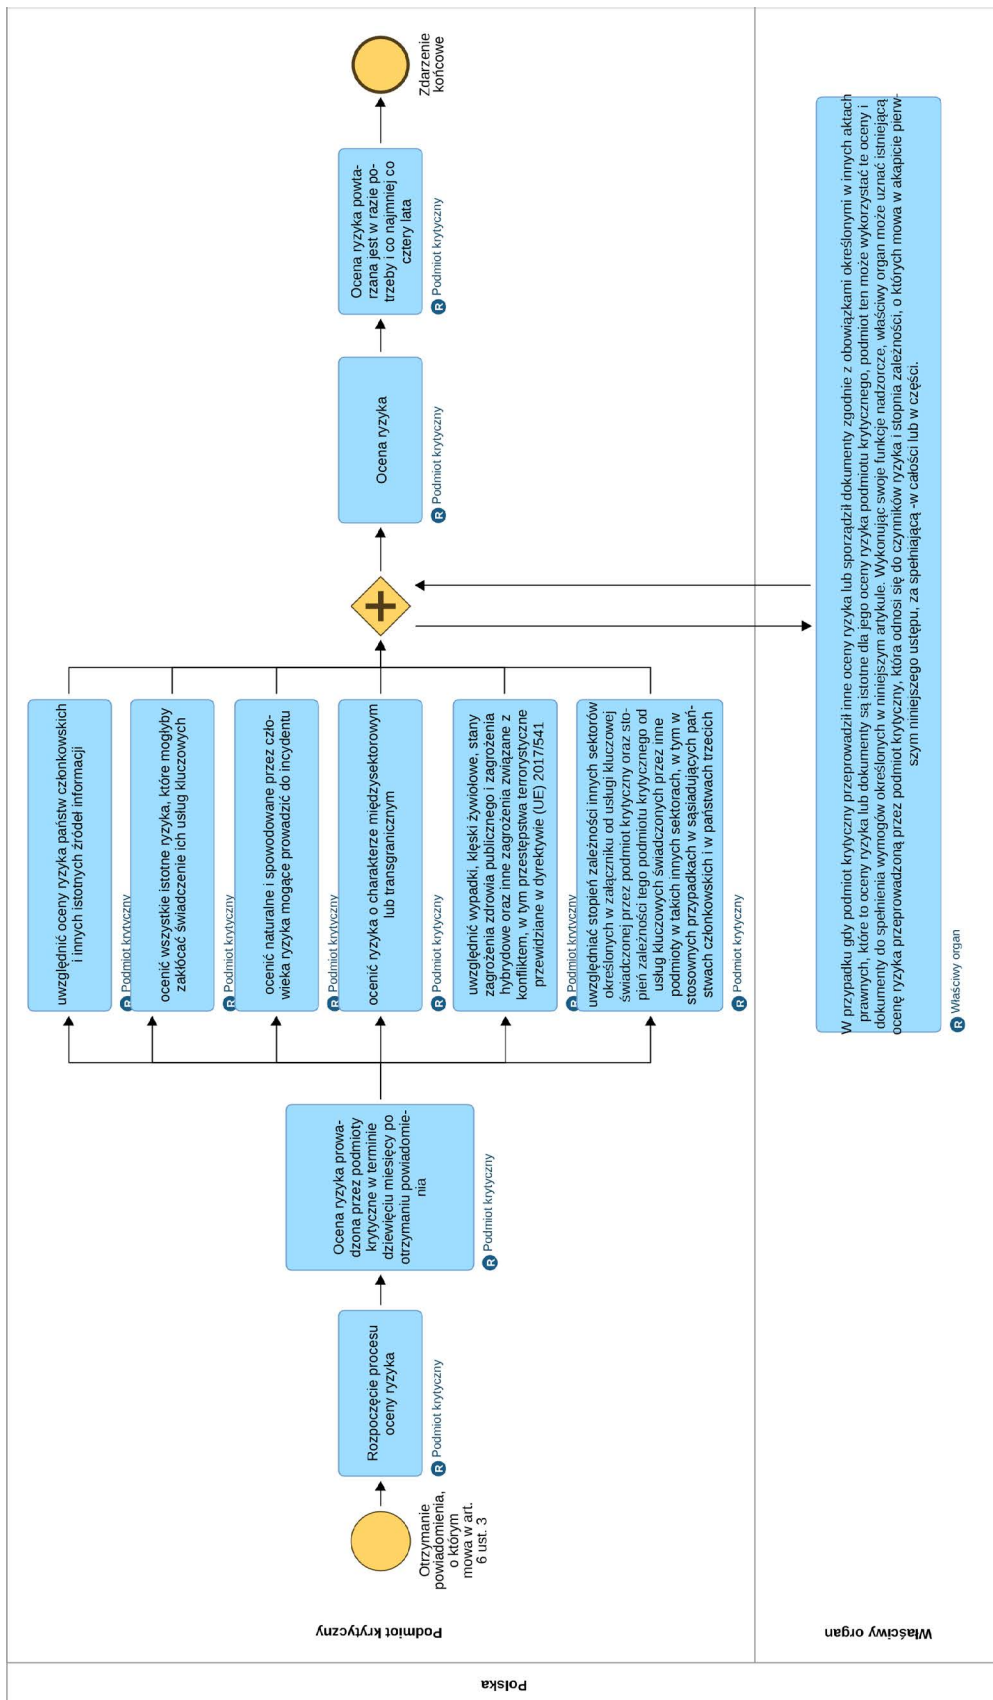 Polska
Podmiot krytyczny
Właściwy organ
Otrzymanie
powiadomienia,
o którym
mowa w art.
6 ust. 3
Rozpoczęcie procesu
oceny ryzyka
R Podmiot krytyczny
Ocena ryzyka prowa-
dzona przez podmioty
krytyczne w terminie
dziewięciu miesięcy po
otrzymaniu powiadomie-
nia
R Podmiot krytyczny
uwzględnić oceny ryzyka państw członkowskich
i innych istotnych źródeł informacji
R Podmiot krytyczny
ocenić wszystkie istotne ryzyka, które mogłyby
zakłócać świadczenie ich usług kluczowych
R Podmiot krytyczny
ocenić naturalne i spowodowane przez czło-
wieka ryzyka mogące prowadzić do incydentu
R Podmiot krytyczny
ocenić ryzyka o charakterze międzysektorowym
lub transgranicznym
R Podmiot krytyczny
uwzględnić wypadki, klęski żywiołowe, stany
zagrożenia zdrowia publicznego i zagrożenia
hybrydowe oraz inne zagrożenia związane z
konfliktem, w tym przestępstwa terrorystyczne
przewidziane w dyrektywie (UE) 2017/541
R Podmiot krytyczny
uwzględniać stopień zależności innych sektorów
określonych w załączniku od usługi kluczowej
świadczonej przez podmiot krytyczny oraz sto-
pień zależności tego podmiotu krytycznego od
usług kluczowych świadczonych przez inne
podmioty w takich innych sektorach, w tym w
stosownych przypadkach w sąsiadujących pań-
stwach członkowskich i w państwach trzecich
R Podmiot krytyczny
Ocena ryzyka
R Podmiot krytyczny
Ocena ryzyka powta-
rzana jest w razie po-
trzeby i co najmniej co
cztery lata
R Podmiot krytyczny
Zdarzenie
końcowe
W przypadku gdy podmiot krytyczny przeprowadził inne oceny ryzyka lub sporządził dokumenty zgodnie z obowiązkami określonymi w innych aktach
prawnych, które to oceny ryzyka lub dokumenty są istotne dla jego oceny ryzyka podmiotu krytycznego, podmiot ten może wykorzystać te oceny i
dokumenty do spełnienia wymogów określonych w niniejszym artykule. Wykonując swoje funkcje nadzorcze, właściwy organ może uznać istniejącą
ocenę ryzyka przeprowadzoną przez podmiot krytyczny, która odnosi się do czynników ryzyka i stopnia zależności, o których mowa w akapicie pierw-
szym niniejszego ustępu, za spełniającą -w całości lub w części.
R Właściwy organ